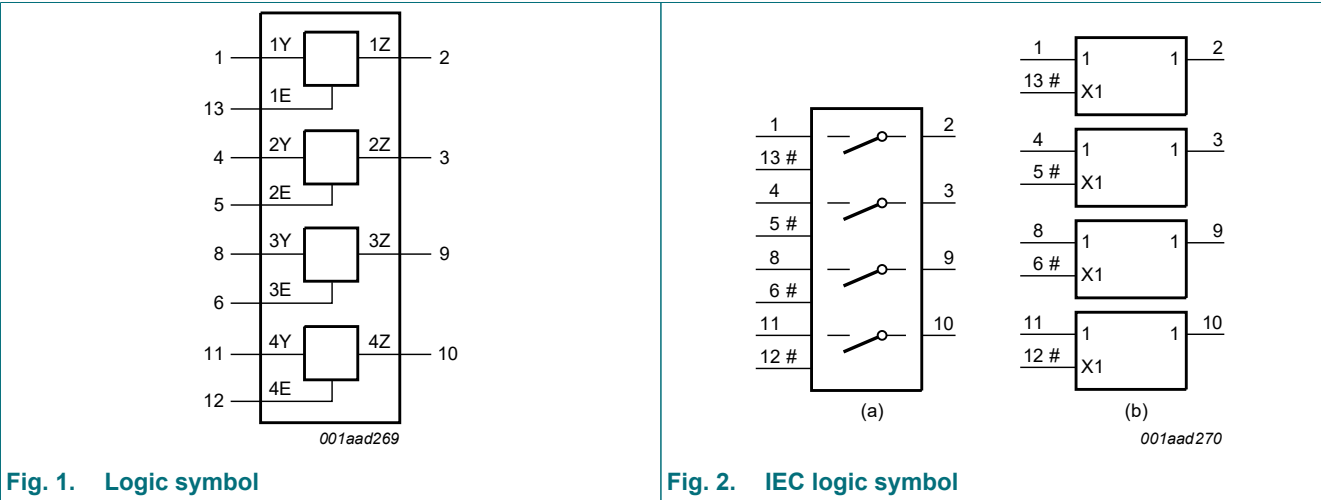 1 1Y 1Z 2
13 1E
4 2Y 2Z 3
5 2E
8 3Y 3Z 9
6 3E
11 4Y 4Z 10
12 4E
001aad269
Fig. 1. Logic symbol
1 2
13 #
4 3
5 #
8 9
6 #
11 10
12 #
(a)
1 1 1 2
13 # X1
4 1 1 3
5 # X1
8 1 1 9
6 # X1
11 1 1 10
12 # X1
(b)
001aad270
Fig. 2. IEC logic symbol